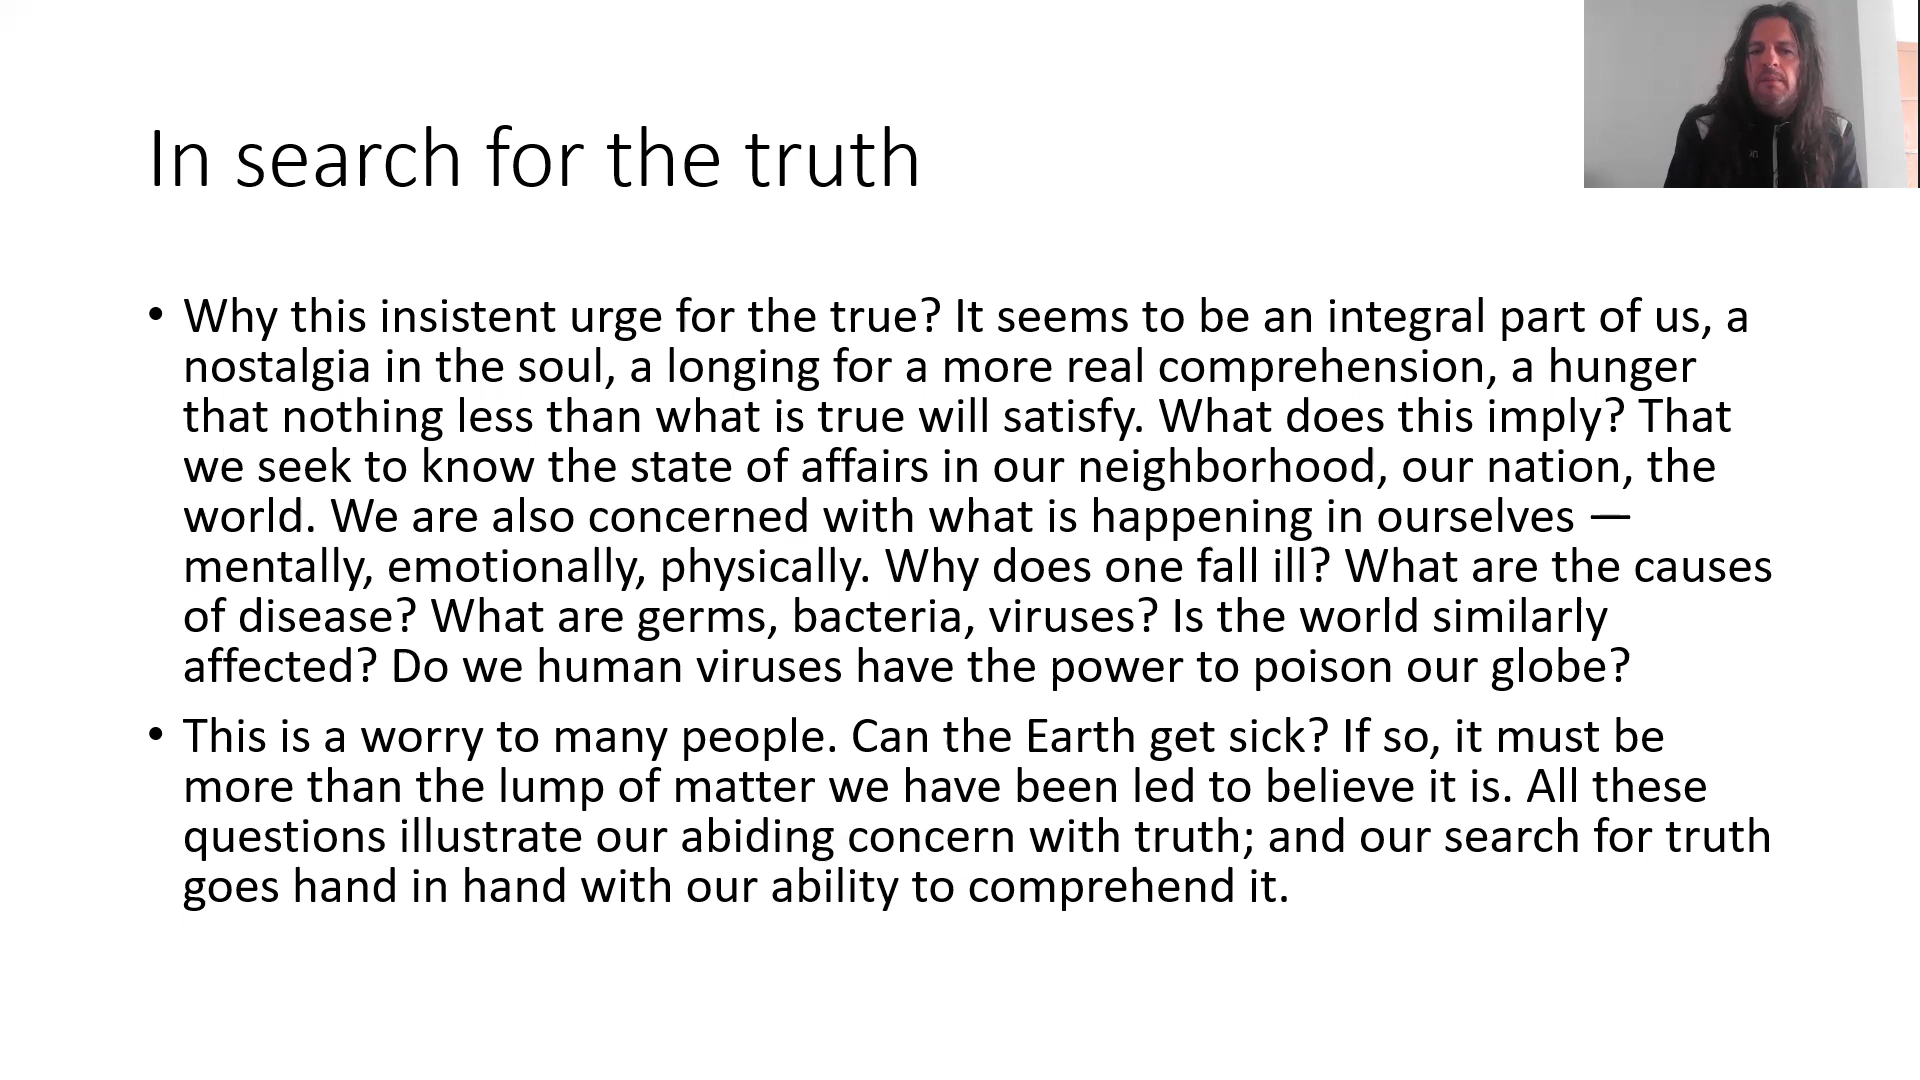 In search for the truth
• Why this insistent urge for the true? It seems to be an integral part of us, a
nostalgia in the soul, a longing for a more real comprehension, a hunger
that nothing less than what is true will satisfy. What does this imply? That
we seek to know the state of affairs in our neighborhood, our nation, the
world. We are also concerned with what is happening in ourselves —
mentally, emotionally, physically. Why does one fall ill? What are the causes
of disease? What are germs, bacteria, viruses? Is the world similarly
affected? Do we human viruses have the power to poison our globe?
• This is a worry to many people. Can the Earth get sick? If so, it must be
more than the lump of matter we have been led to believe it is. All these
questions illustrate our abiding concern with truth; and our search for truth
goes hand in hand with our ability to comprehend it.